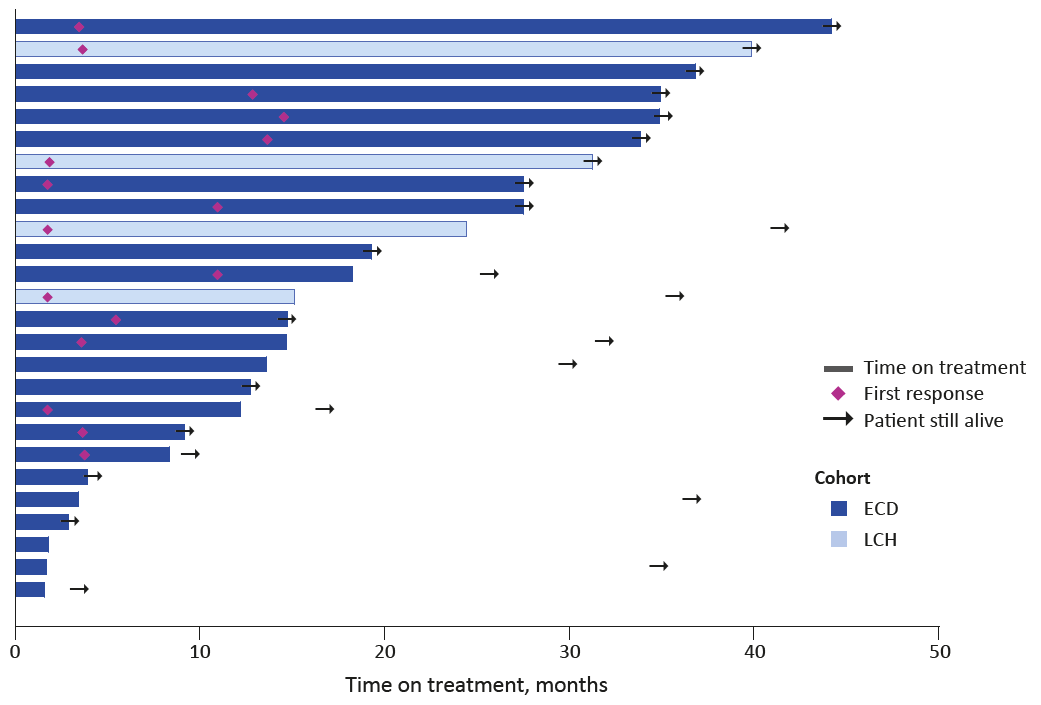 Time on treatment
First response
Patient still alive
Cohort
ECD
LCH
0 10 20 30 40 50
Time on treatment, months